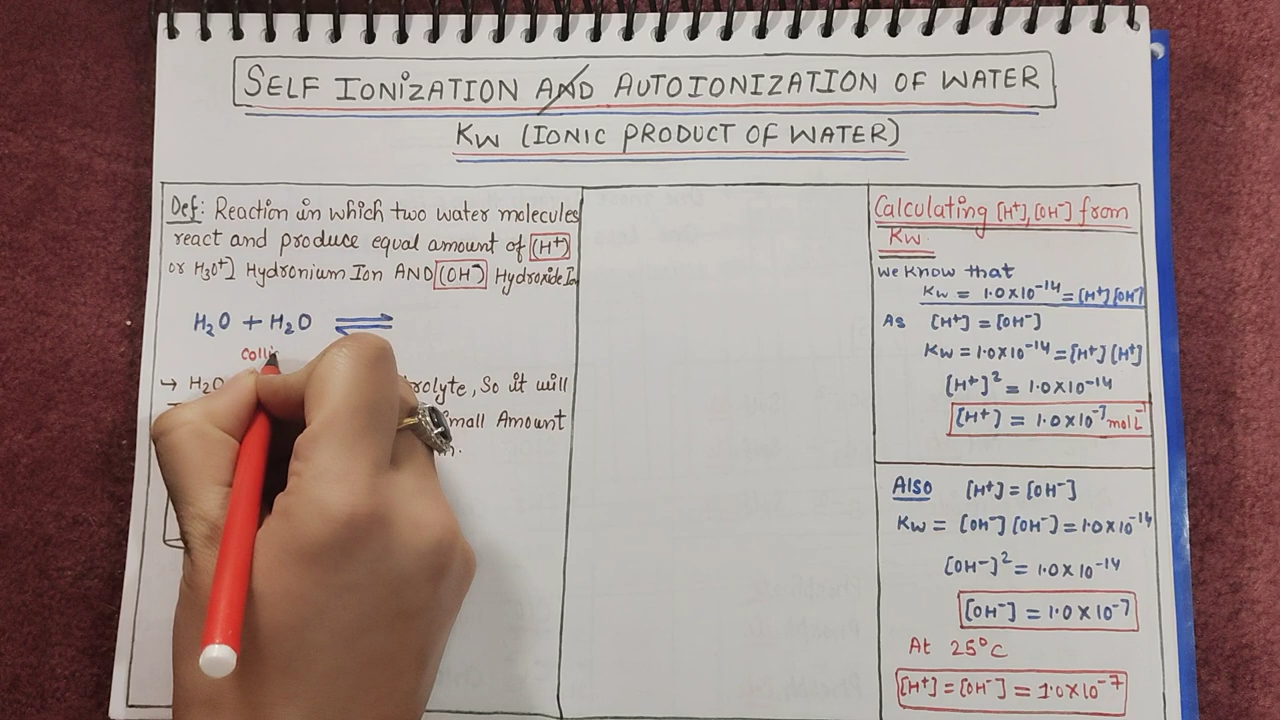 SELF IONIZATION AND AUTOIONIZATION OF WATER
KW (IONIC PRODUCT OF WATER)
Def: Reaction in which two water molecules
react and produce equal amount of (H⁺)
or H3O⁺] Hydronium Ion AND (OH⁻) Hydroxide Ion
H₂O + H₂O ⇌
→ H₂O
So it will
Small Amount
Calculating [H⁺], [OH⁻] from
KW.
we know that
KW = 1.0×10⁻¹⁴ = [H⁺][OH⁻]
As [H⁺] = [OH⁻]
KW = 1.0×10⁻¹⁴ = [H⁺][H⁺]
[H⁺]² = 1.0×10⁻¹⁴
[H⁺] = 1.0×10⁻⁷ mol L⁻
Also [H⁺] = [OH⁻]
KW = [OH⁻][OH⁻] = 1.0×10⁻¹⁴
[OH⁻]² = 1.0×10⁻¹⁴
[OH⁻] = 1.0×10⁻⁷
At 25°C
[H⁺] = [OH⁻] = 1.0×10⁻⁷